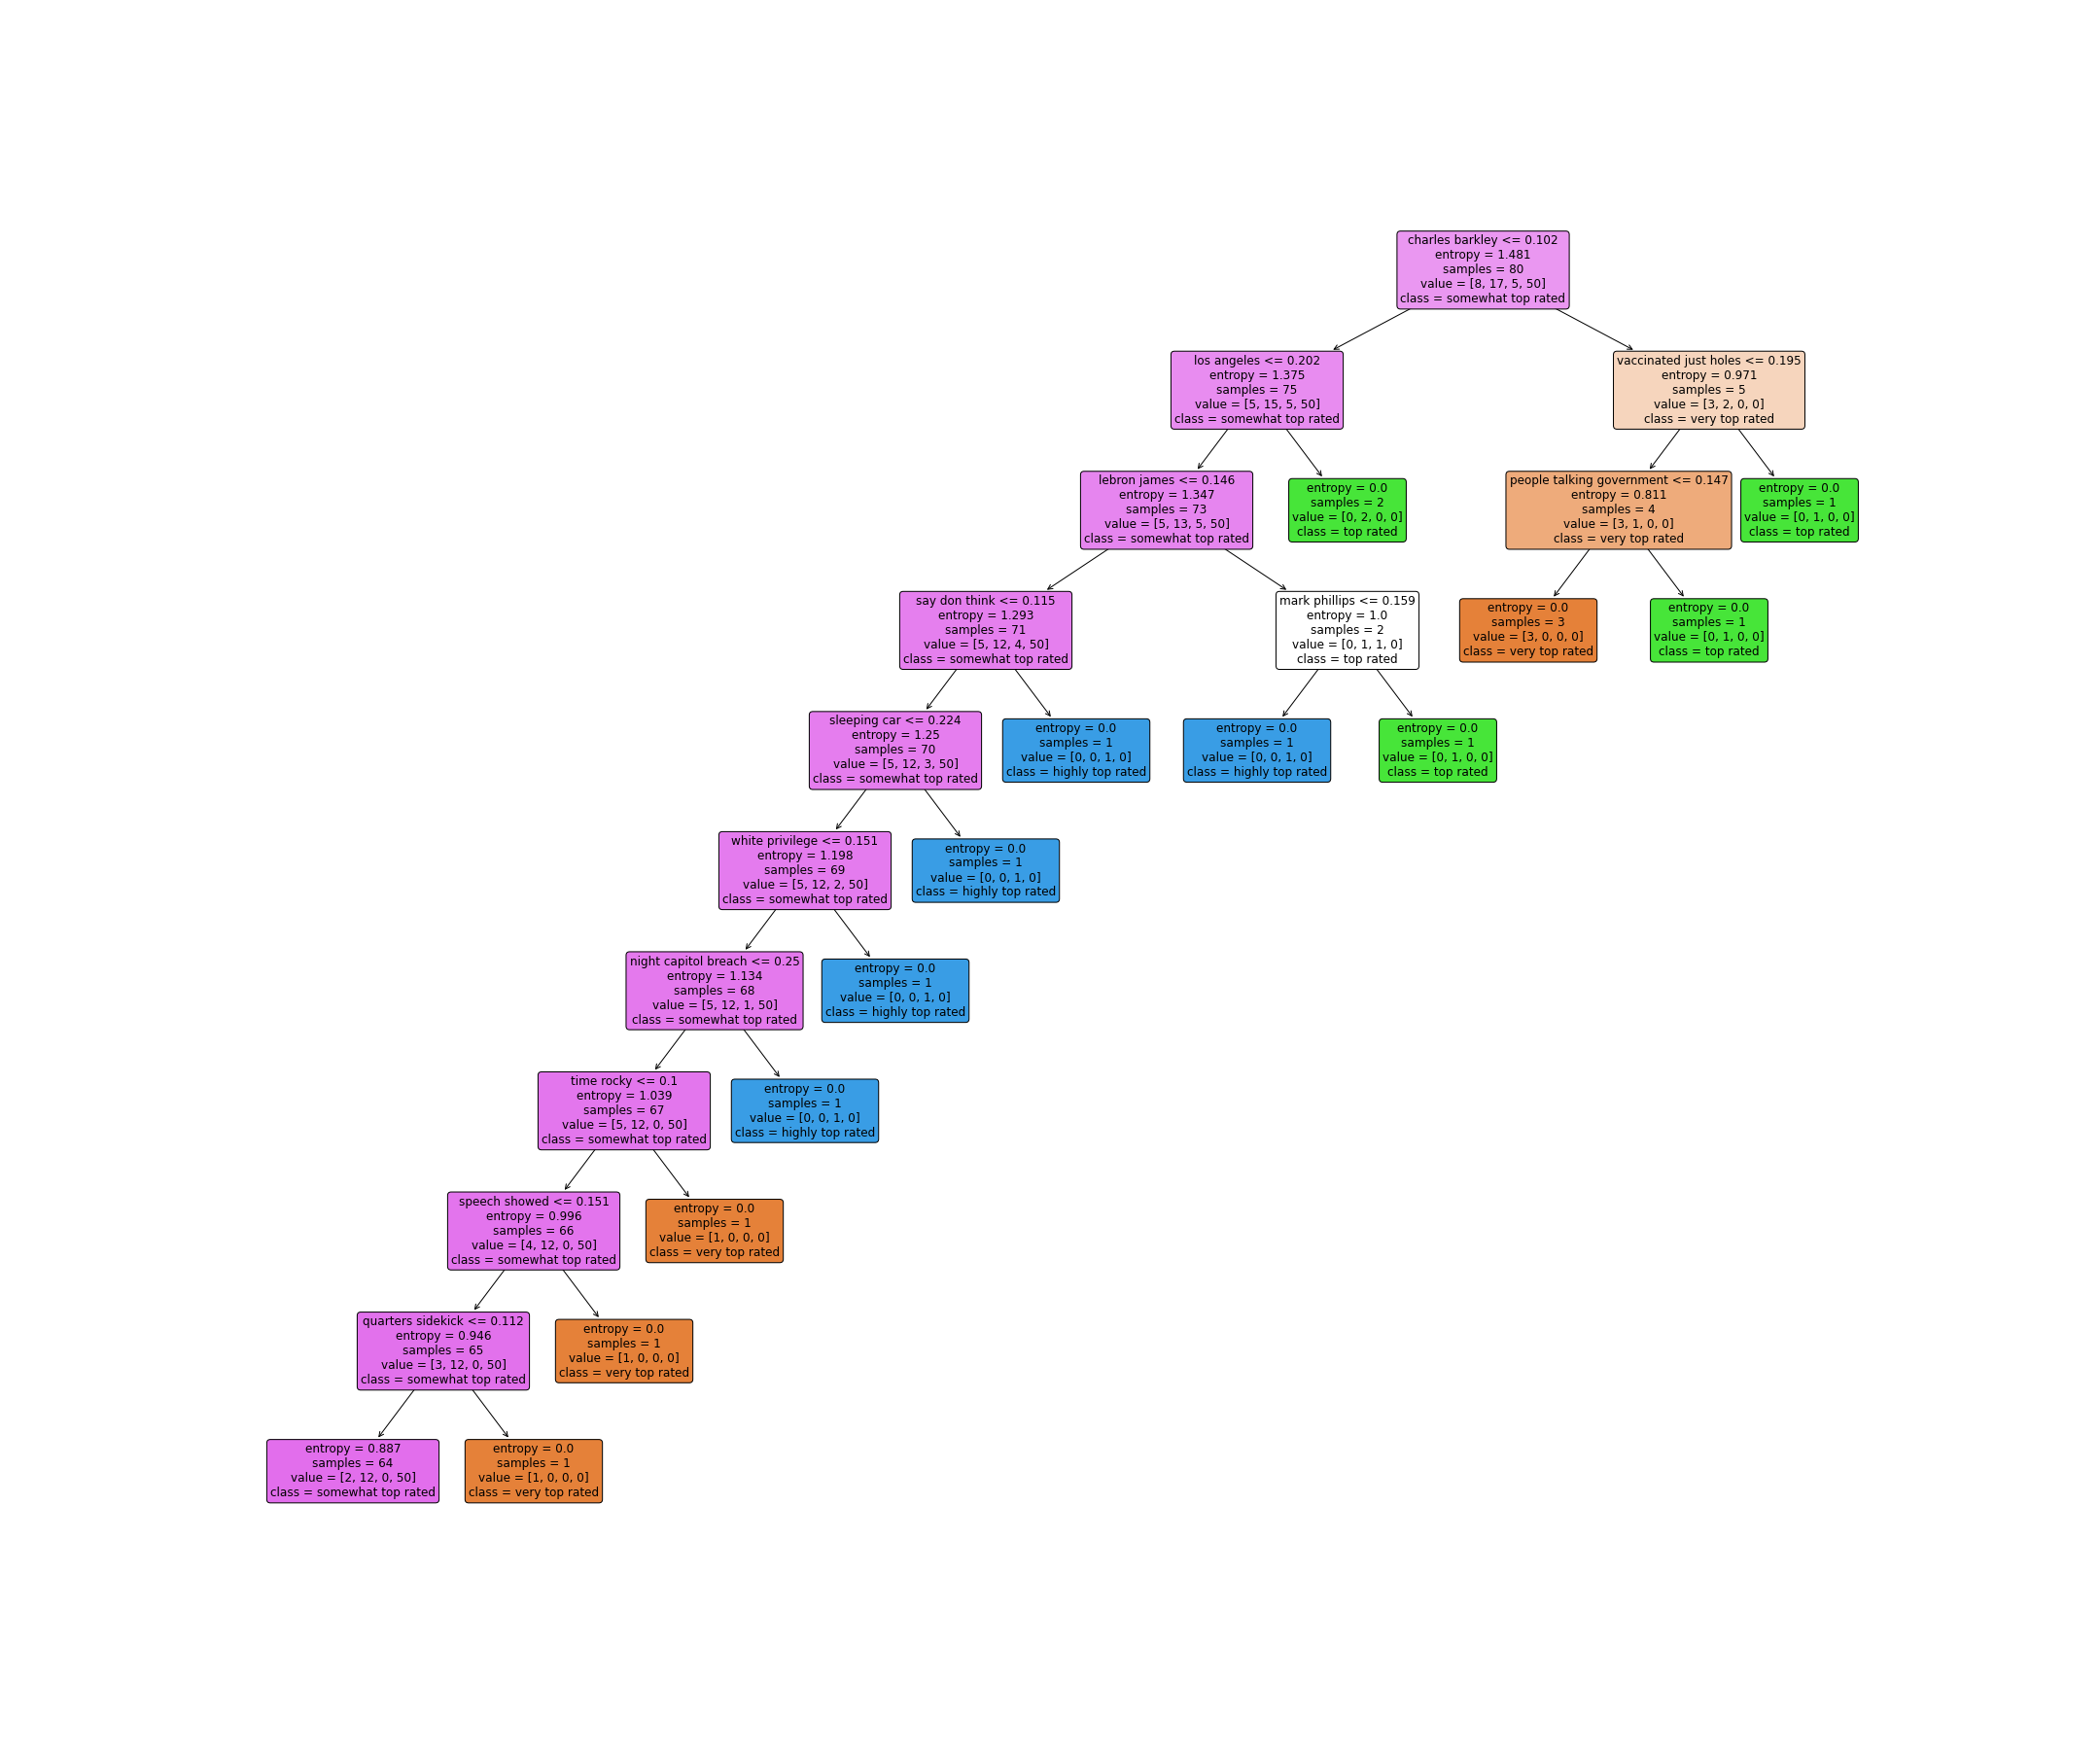 charles barkley <= 0.102
entropy = 1.481
samples = 80
value = [8, 17, 5, 50]
class = somewhat top rated
los angeles <= 0.202
entropy = 1.375
samples = 75
value = [5, 15, 5, 50]
class = somewhat top rated
vaccinated just holes <= 0.195
entropy = 0.971
samples = 5
value = [3, 2, 0, 0]
class = very top rated
lebron james <= 0.146
entropy = 1.347
samples = 73
value = [5, 13, 5, 50]
class = somewhat top rated
entropy = 0.0
samples = 2
value = [0, 2, 0, 0]
class = top rated
people talking government <= 0.147
entropy = 0.811
samples = 4
value = [3, 1, 0, 0]
class = very top rated
entropy = 0.0
samples = 1
value = [0, 1, 0, 0]
class = top rated
say don think <= 0.115
entropy = 1.293
samples = 71
value = [5, 12, 4, 50]
class = somewhat top rated
mark phillips <= 0.159
entropy = 1.0
samples = 2
value = [0, 1, 1, 0]
class = top rated
entropy = 0.0
samples = 3
value = [3, 0, 0, 0]
class = very top rated
entropy = 0.0
samples = 1
value = [0, 1, 0, 0]
class = top rated
sleeping car <= 0.224
entropy = 1.25
samples = 70
value = [5, 12, 3, 50]
class = somewhat top rated
entropy = 0.0
samples = 1
value = [0, 0, 1, 0]
class = highly top rated
entropy = 0.0
samples = 1
value = [0, 0, 1, 0]
class = highly top rated
entropy = 0.0
samples = 1
value = [0, 1, 0, 0]
class = top rated
white privilege <= 0.151
entropy = 1.198
samples = 69
value = [5, 12, 2, 50]
class = somewhat top rated
entropy = 0.0
samples = 1
value = [0, 0, 1, 0]
class = highly top rated
night capitol breach <= 0.25
entropy = 1.134
samples = 68
value = [5, 12, 1, 50]
class = somewhat top rated
entropy = 0.0
samples = 1
value = [0, 0, 1, 0]
class = highly top rated
time rocky <= 0.1
entropy = 1.039
samples = 67
value = [5, 12, 0, 50]
class = somewhat top rated
entropy = 0.0
samples = 1
value = [0, 0, 1, 0]
class = highly top rated
speech showed <= 0.151
entropy = 0.996
samples = 66
value = [4, 12, 0, 50]
class = somewhat top rated
entropy = 0.0
samples = 1
value = [1, 0, 0, 0]
class = very top rated
quarters sidekick <= 0.112
entropy = 0.946
samples = 65
value = [3, 12, 0, 50]
class = somewhat top rated
entropy = 0.0
samples = 1
value = [1, 0, 0, 0]
class = very top rated
entropy = 0.887
samples = 64
value = [2, 12, 0, 50]
class = somewhat top rated
entropy = 0.0
samples = 1
value = [1, 0, 0, 0]
class = very top rated